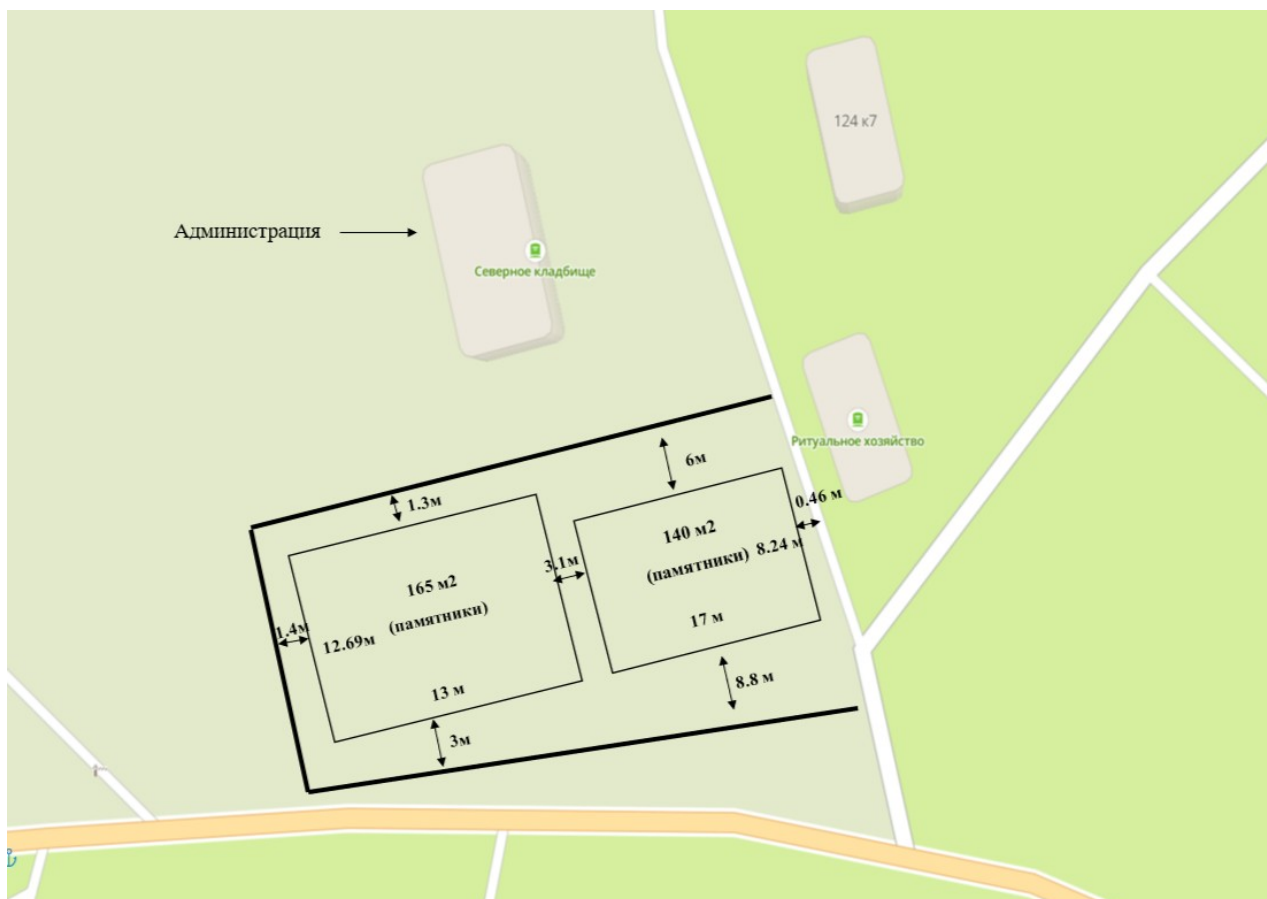 124 к7
Администрация
Северное кладбище
Ритуальное хозяйство
6м
1.3м
0.46 м
140 м2
8.24 м
(памятники)
3.1м
165 м2
(памятники)
1.4м
12.69м
17 м
13 м
8.8 м
3м